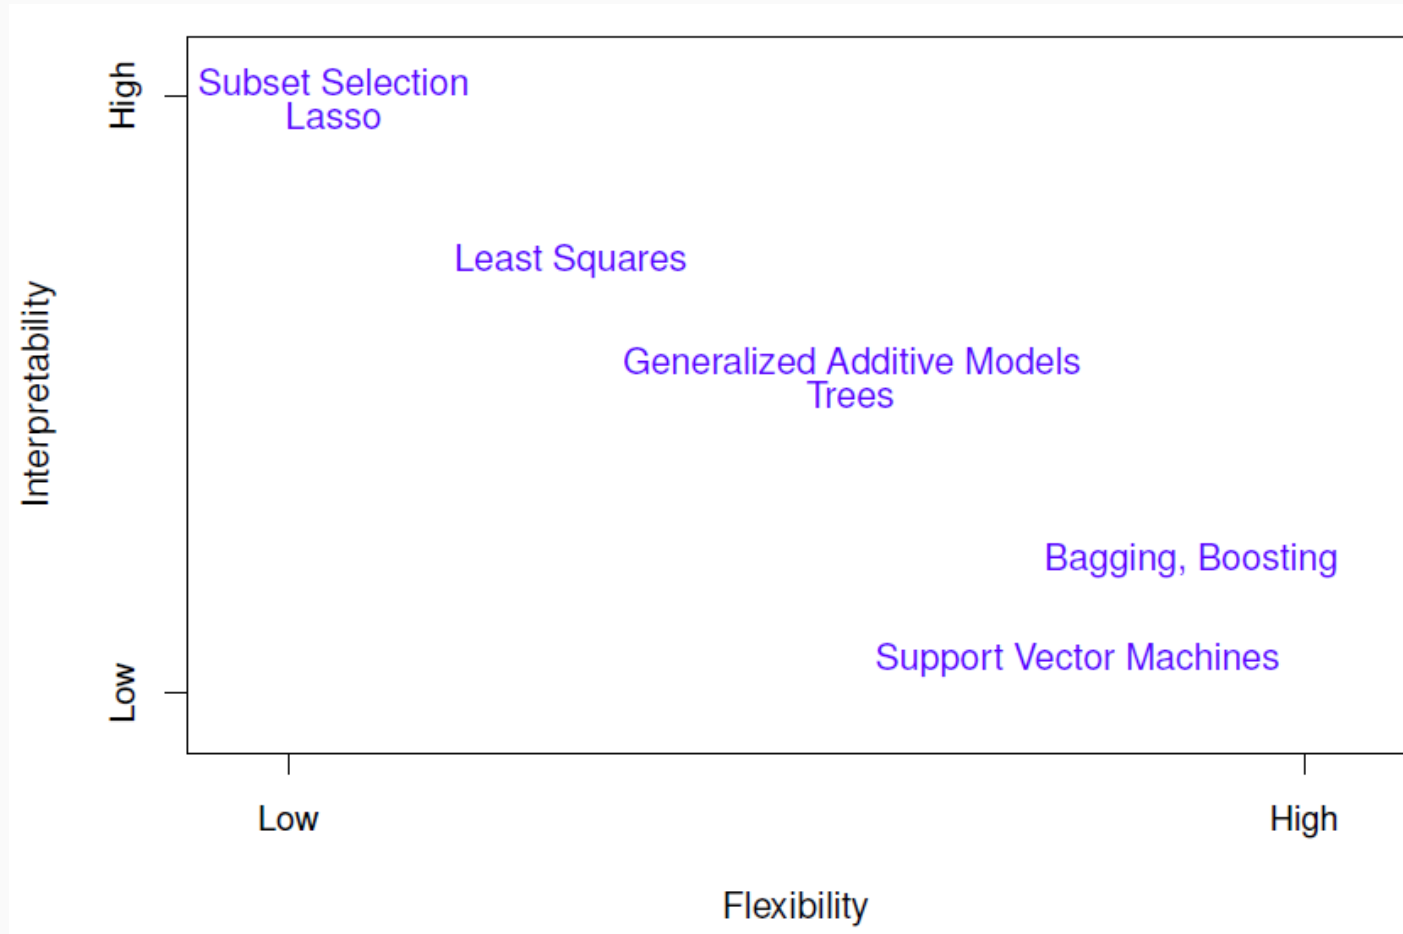 High
Subset Selection
Lasso
Least Squares
Generalized Additive Models
Trees
Interpretability
Bagging, Boosting
Support Vector Machines
Low
Low
High
Flexibility